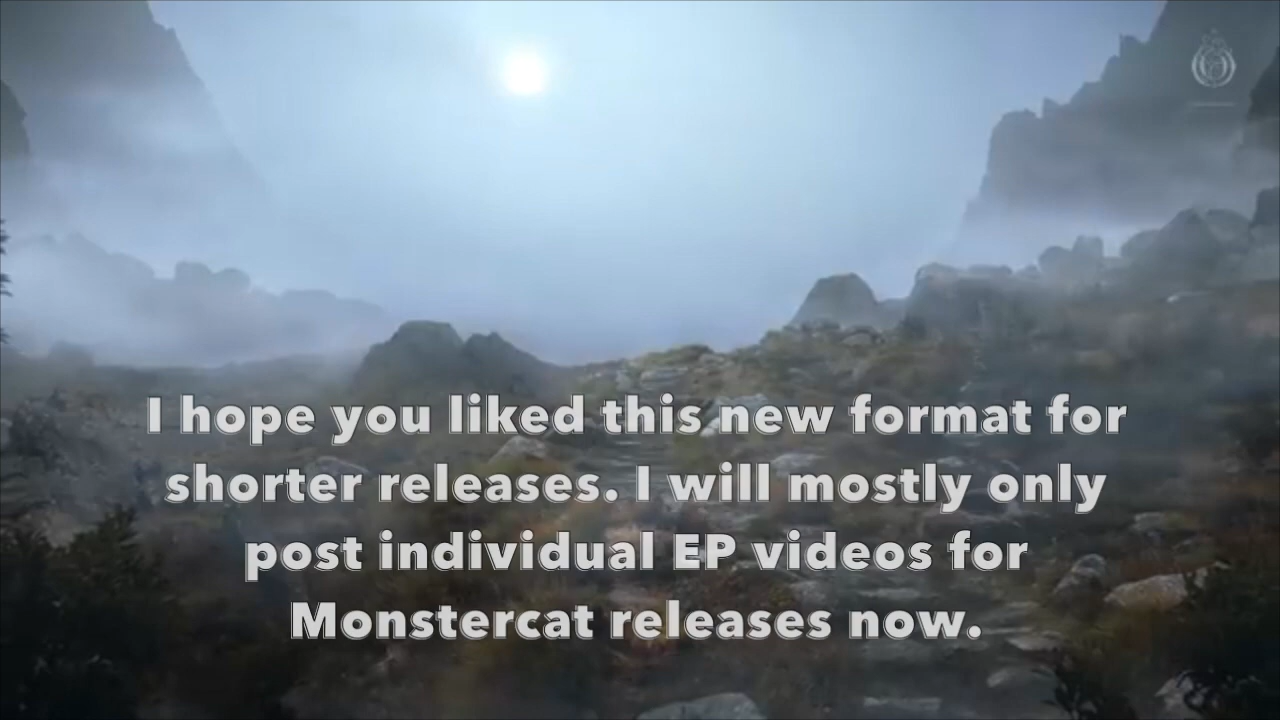 I hope you liked this new format for
shorter releases. I will mostly only
post individual EP videos for
Monstercat releases now.